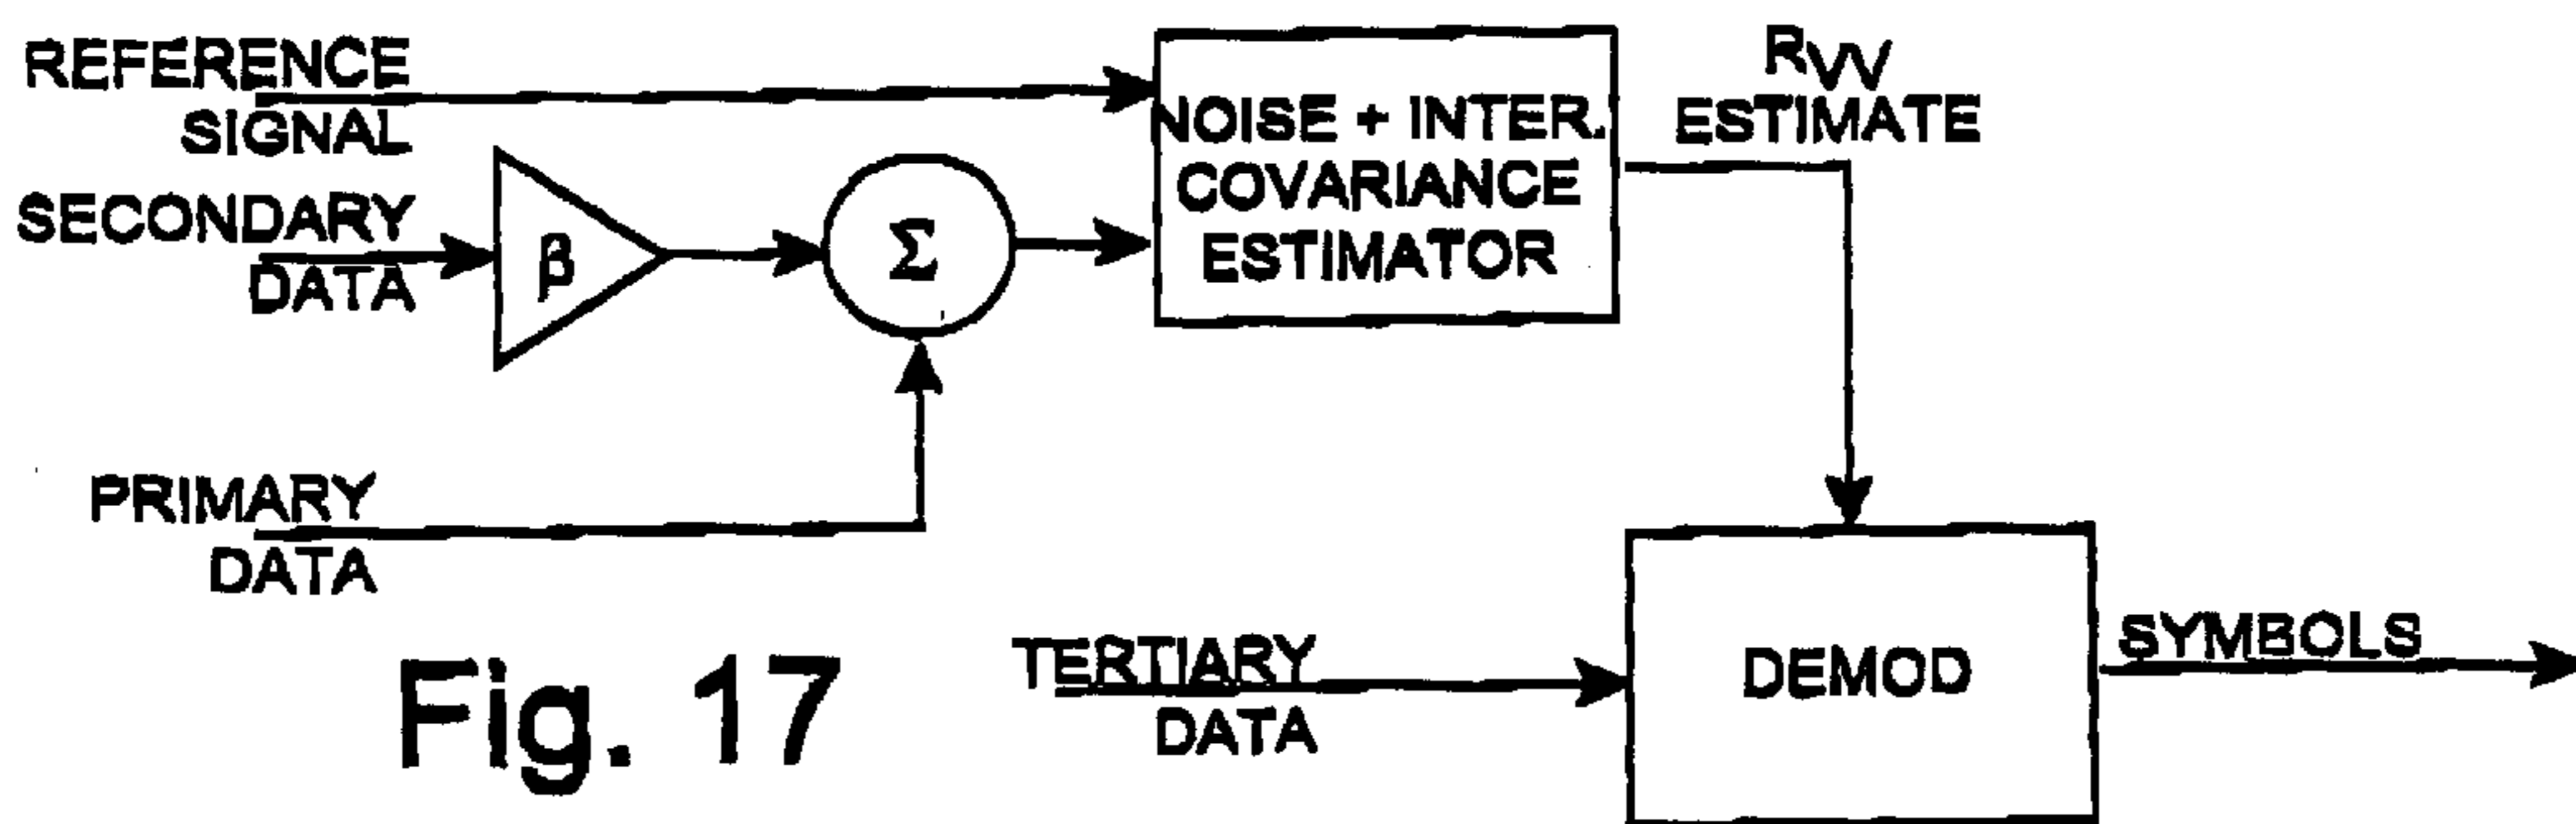 REFERENCE
SIGNAL
SECONDARY
DATA
β
Σ
NOISE + INTER.
COVARIANCE
ESTIMATOR
RVV
ESTIMATE
PRIMARY
DATA
TERTIARY
DATA
DEMOD
SYMBOLS
Fig. 17